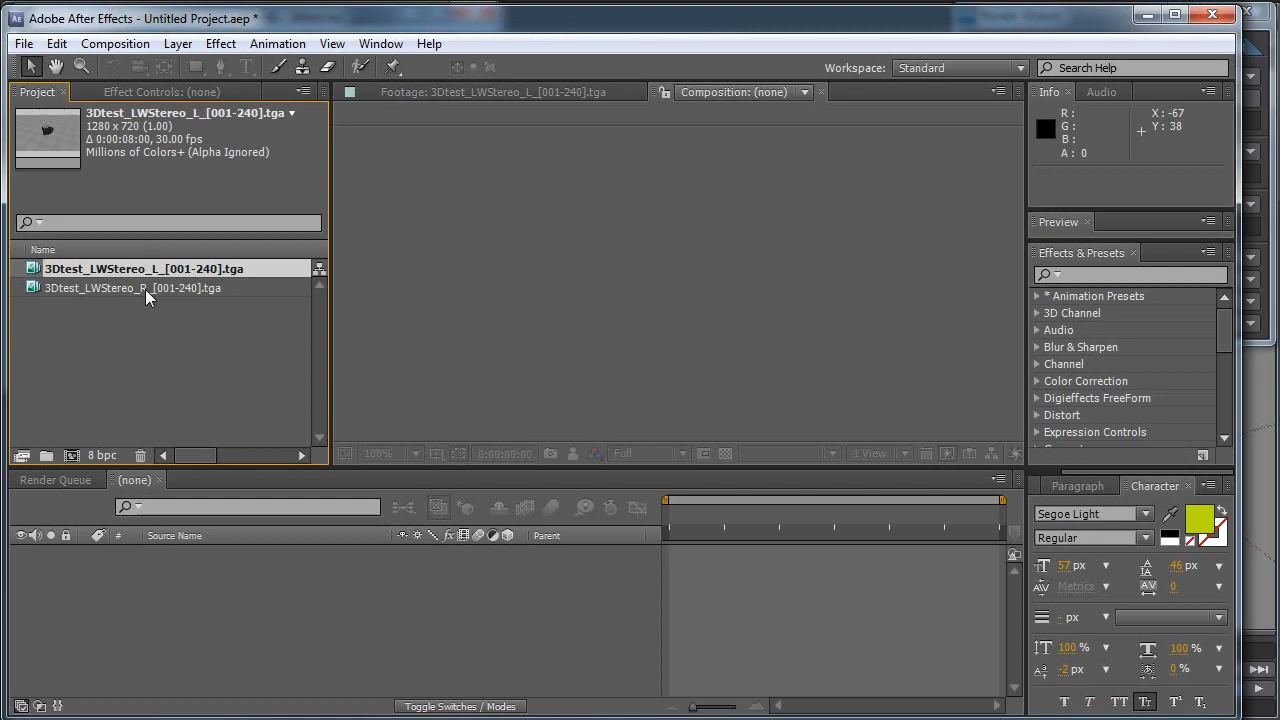 Adobe After Effects - Untitled Project.aep *
File Edit Composition Layer Effect Animation View Window Help
Workspace: Standard Search Help
Project Effect Controls: (none)
3Dtest_LWStereo_L_[001-240].tga
1280 x 720 (1.00)
Δ 0:00:08:00, 30.00 fps
Millions of Colors+ (Alpha Ignored)
Name
3Dtest_LWStereo_L_[001-240].tga
3Dtest_LWStereo_R_[001-240].tga
8 bpc
Footage: 3Dtest_LWStereo_L_[001-240].tga Composition: (none)
100% 0:00:00:00 Full 1 View
Info Audio
R: X: -67
G: Y: 38
B:
A: 0
Preview
Effects & Presets
* Animation Presets
3D Channel
Audio
Blur & Sharpen
Channel
Color Correction
Digieffects FreeForm
Distort
Expression Controls
Render Queue (none)
# Source Name Parent
Toggle Switches / Modes
Paragraph Character
Segoe Light
Regular
57 px 46 px
Metrics 0
- px
100 % 100 %
-2 px 0 %